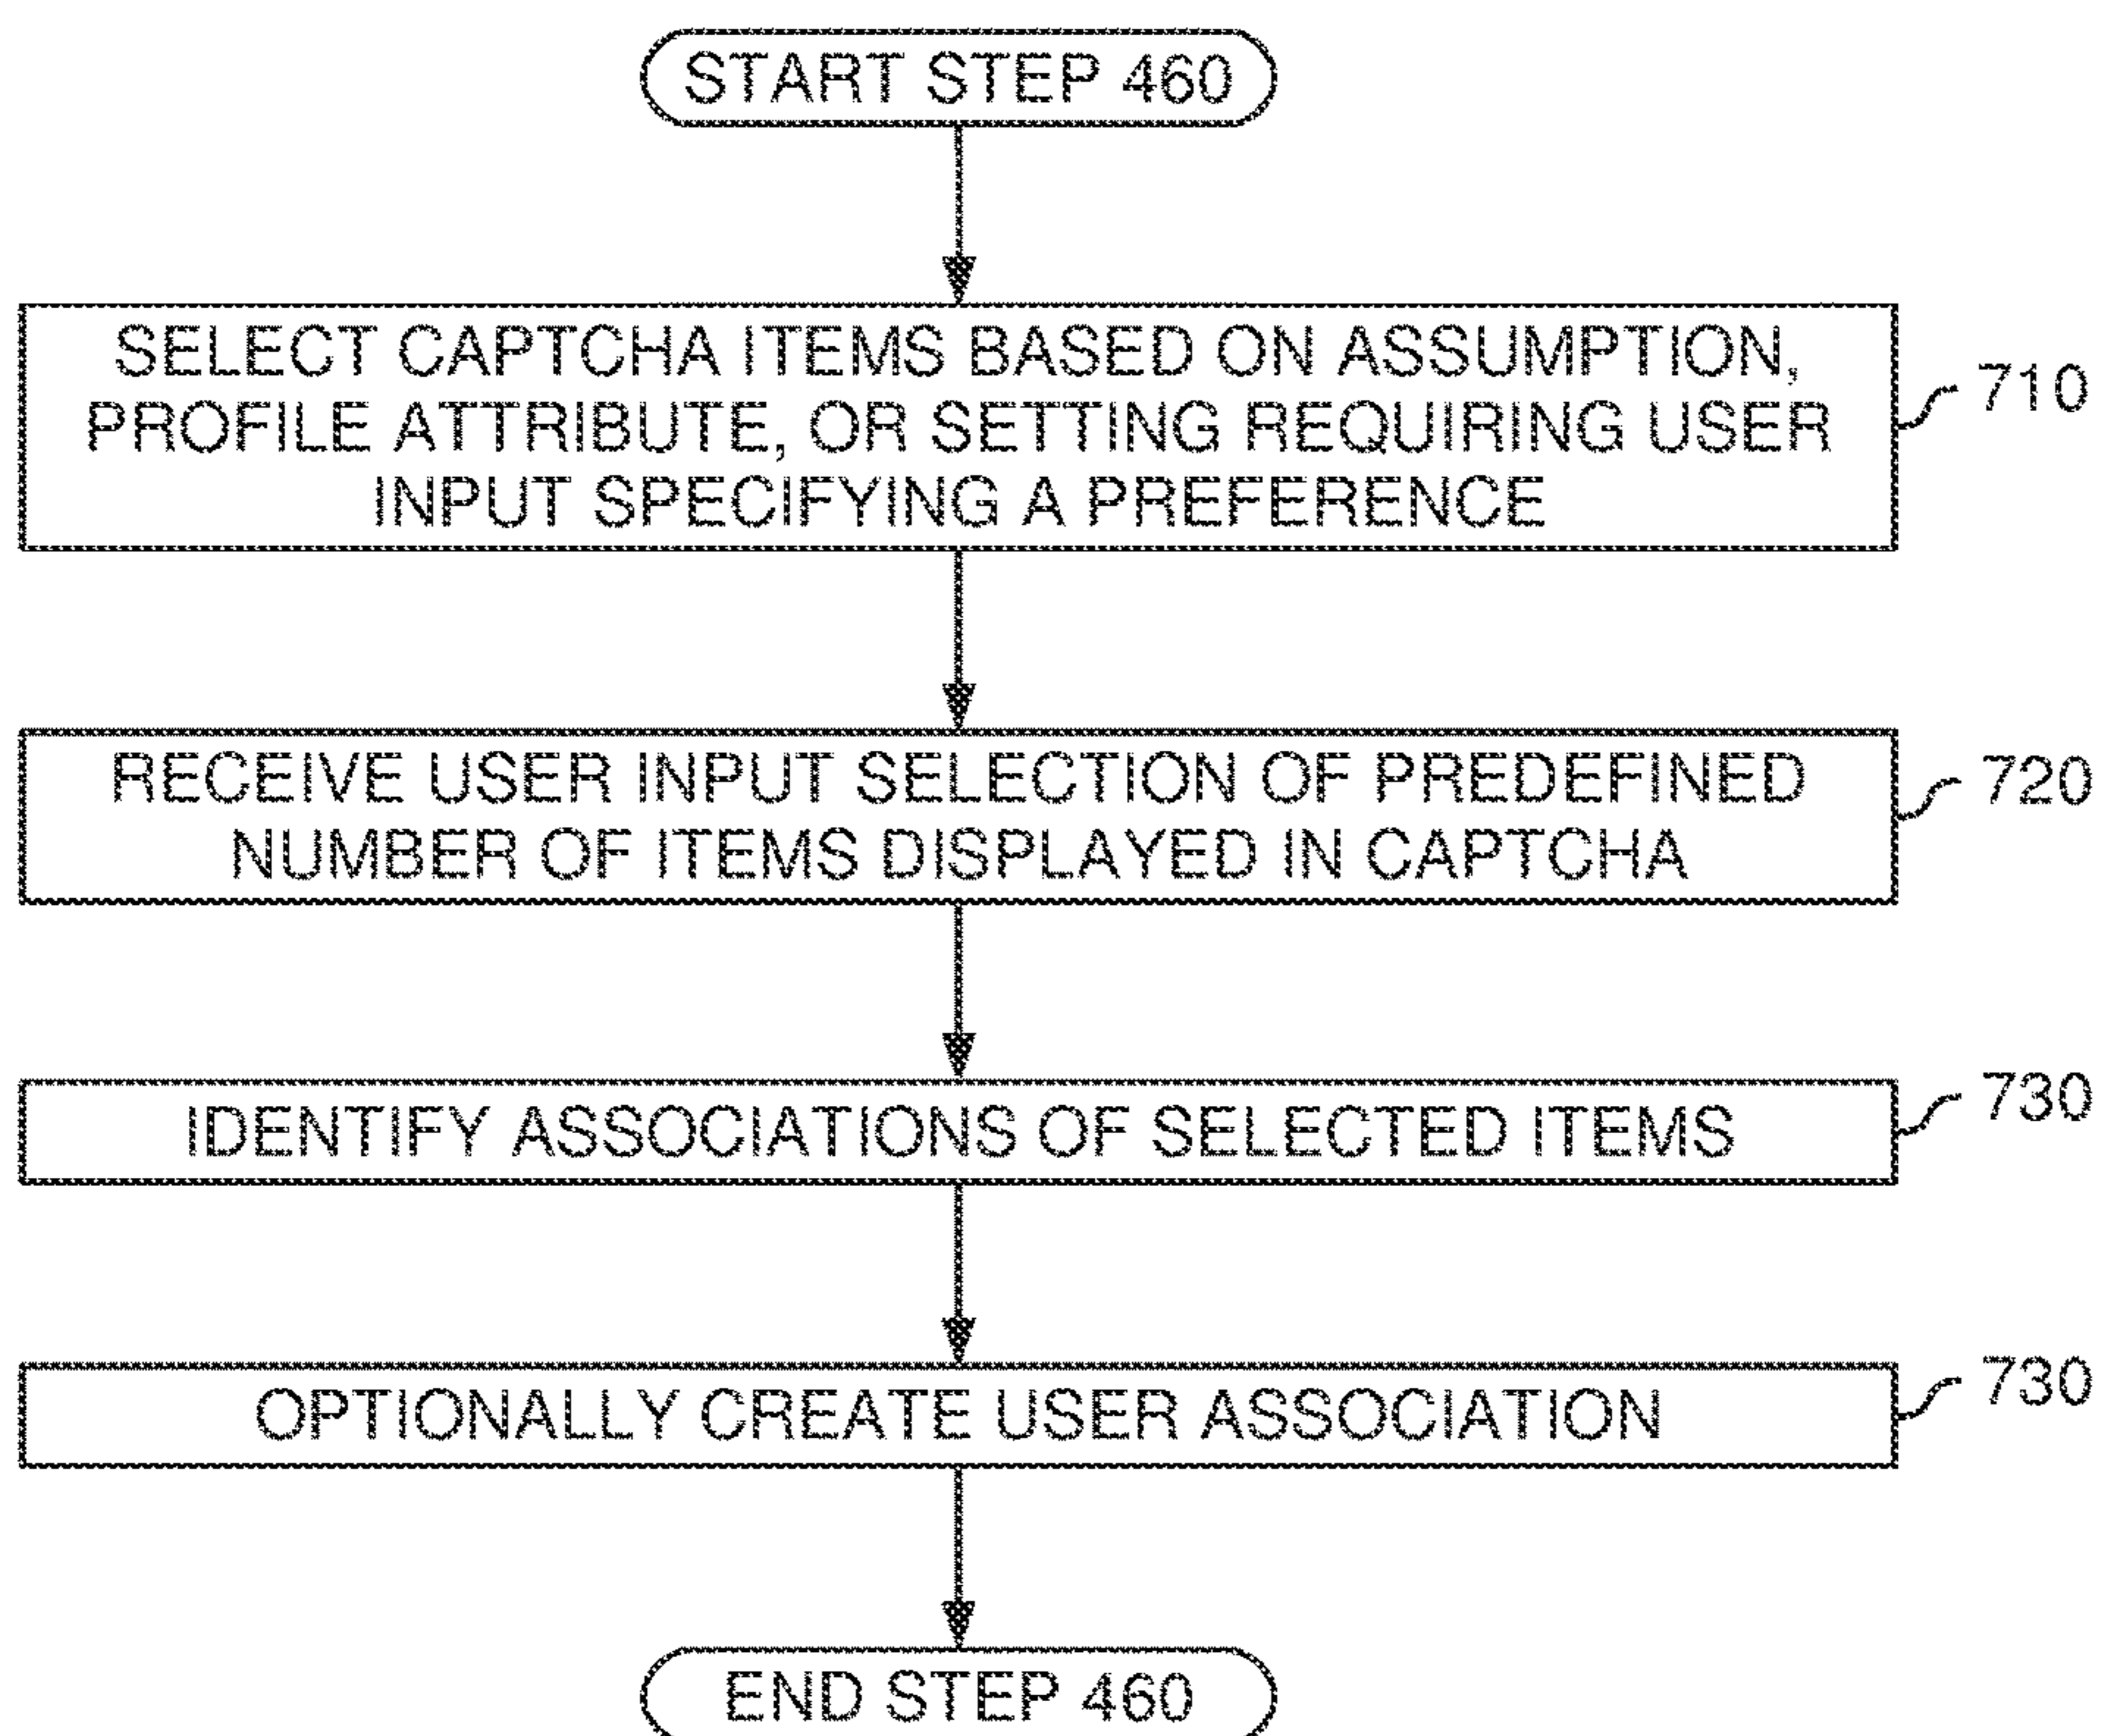 START STEP 460
SELECT CAPTCHA ITEMS BASED ON ASSUMPTION,
PROFILE ATTRIBUTE, OR SETTING REQUIRING USER
INPUT SPECIFYING A PREFERENCE
710
RECEIVE USER INPUT SELECTION OF PREDEFINED
NUMBER OF ITEMS DISPLAYED IN CAPTCHA
720
IDENTIFY ASSOCIATIONS OF SELECTED ITEMS
730
OPTIONALLY CREATE USER ASSOCIATION
730
END STEP 460